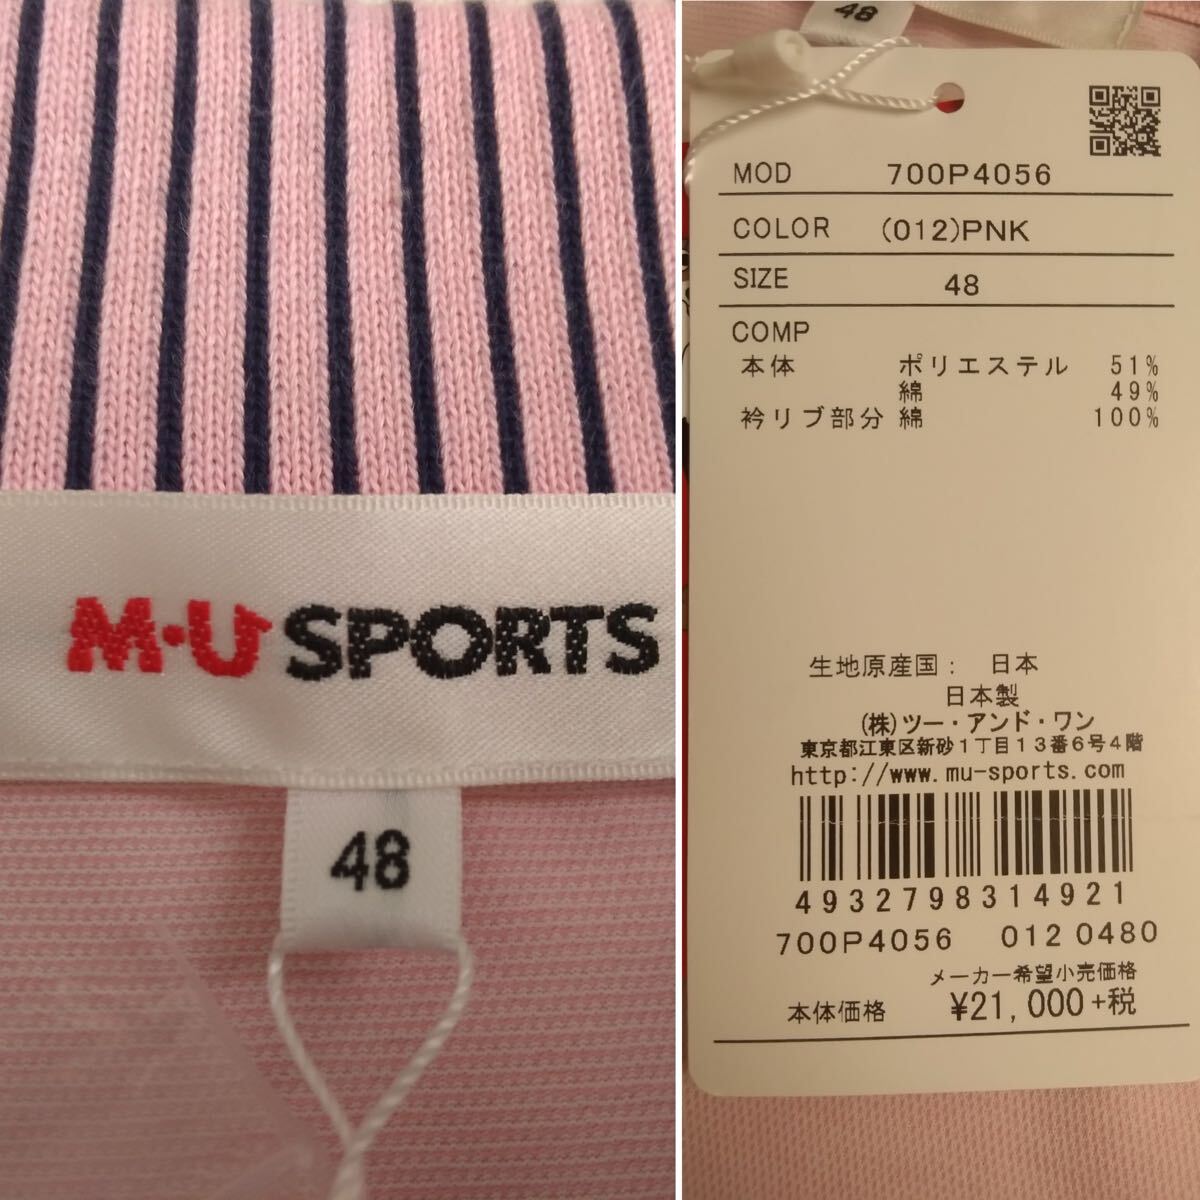 M・U SPORTS
48
48
MOD 700P4056
COLOR (012)PNK
SIZE 48
COMP
本体 ポリエステル 51%
綿 49%
衿リブ部分 綿 100%
生地原産国： 日本
日本製
(株)ツー・アンド・ワン
東京都江東区新砂1丁目13番6号4階
http://www.mu-sports.com
4932798314921
700P4056 012 0480
メーカー希望小売価格
本体価格 ¥21,000+税